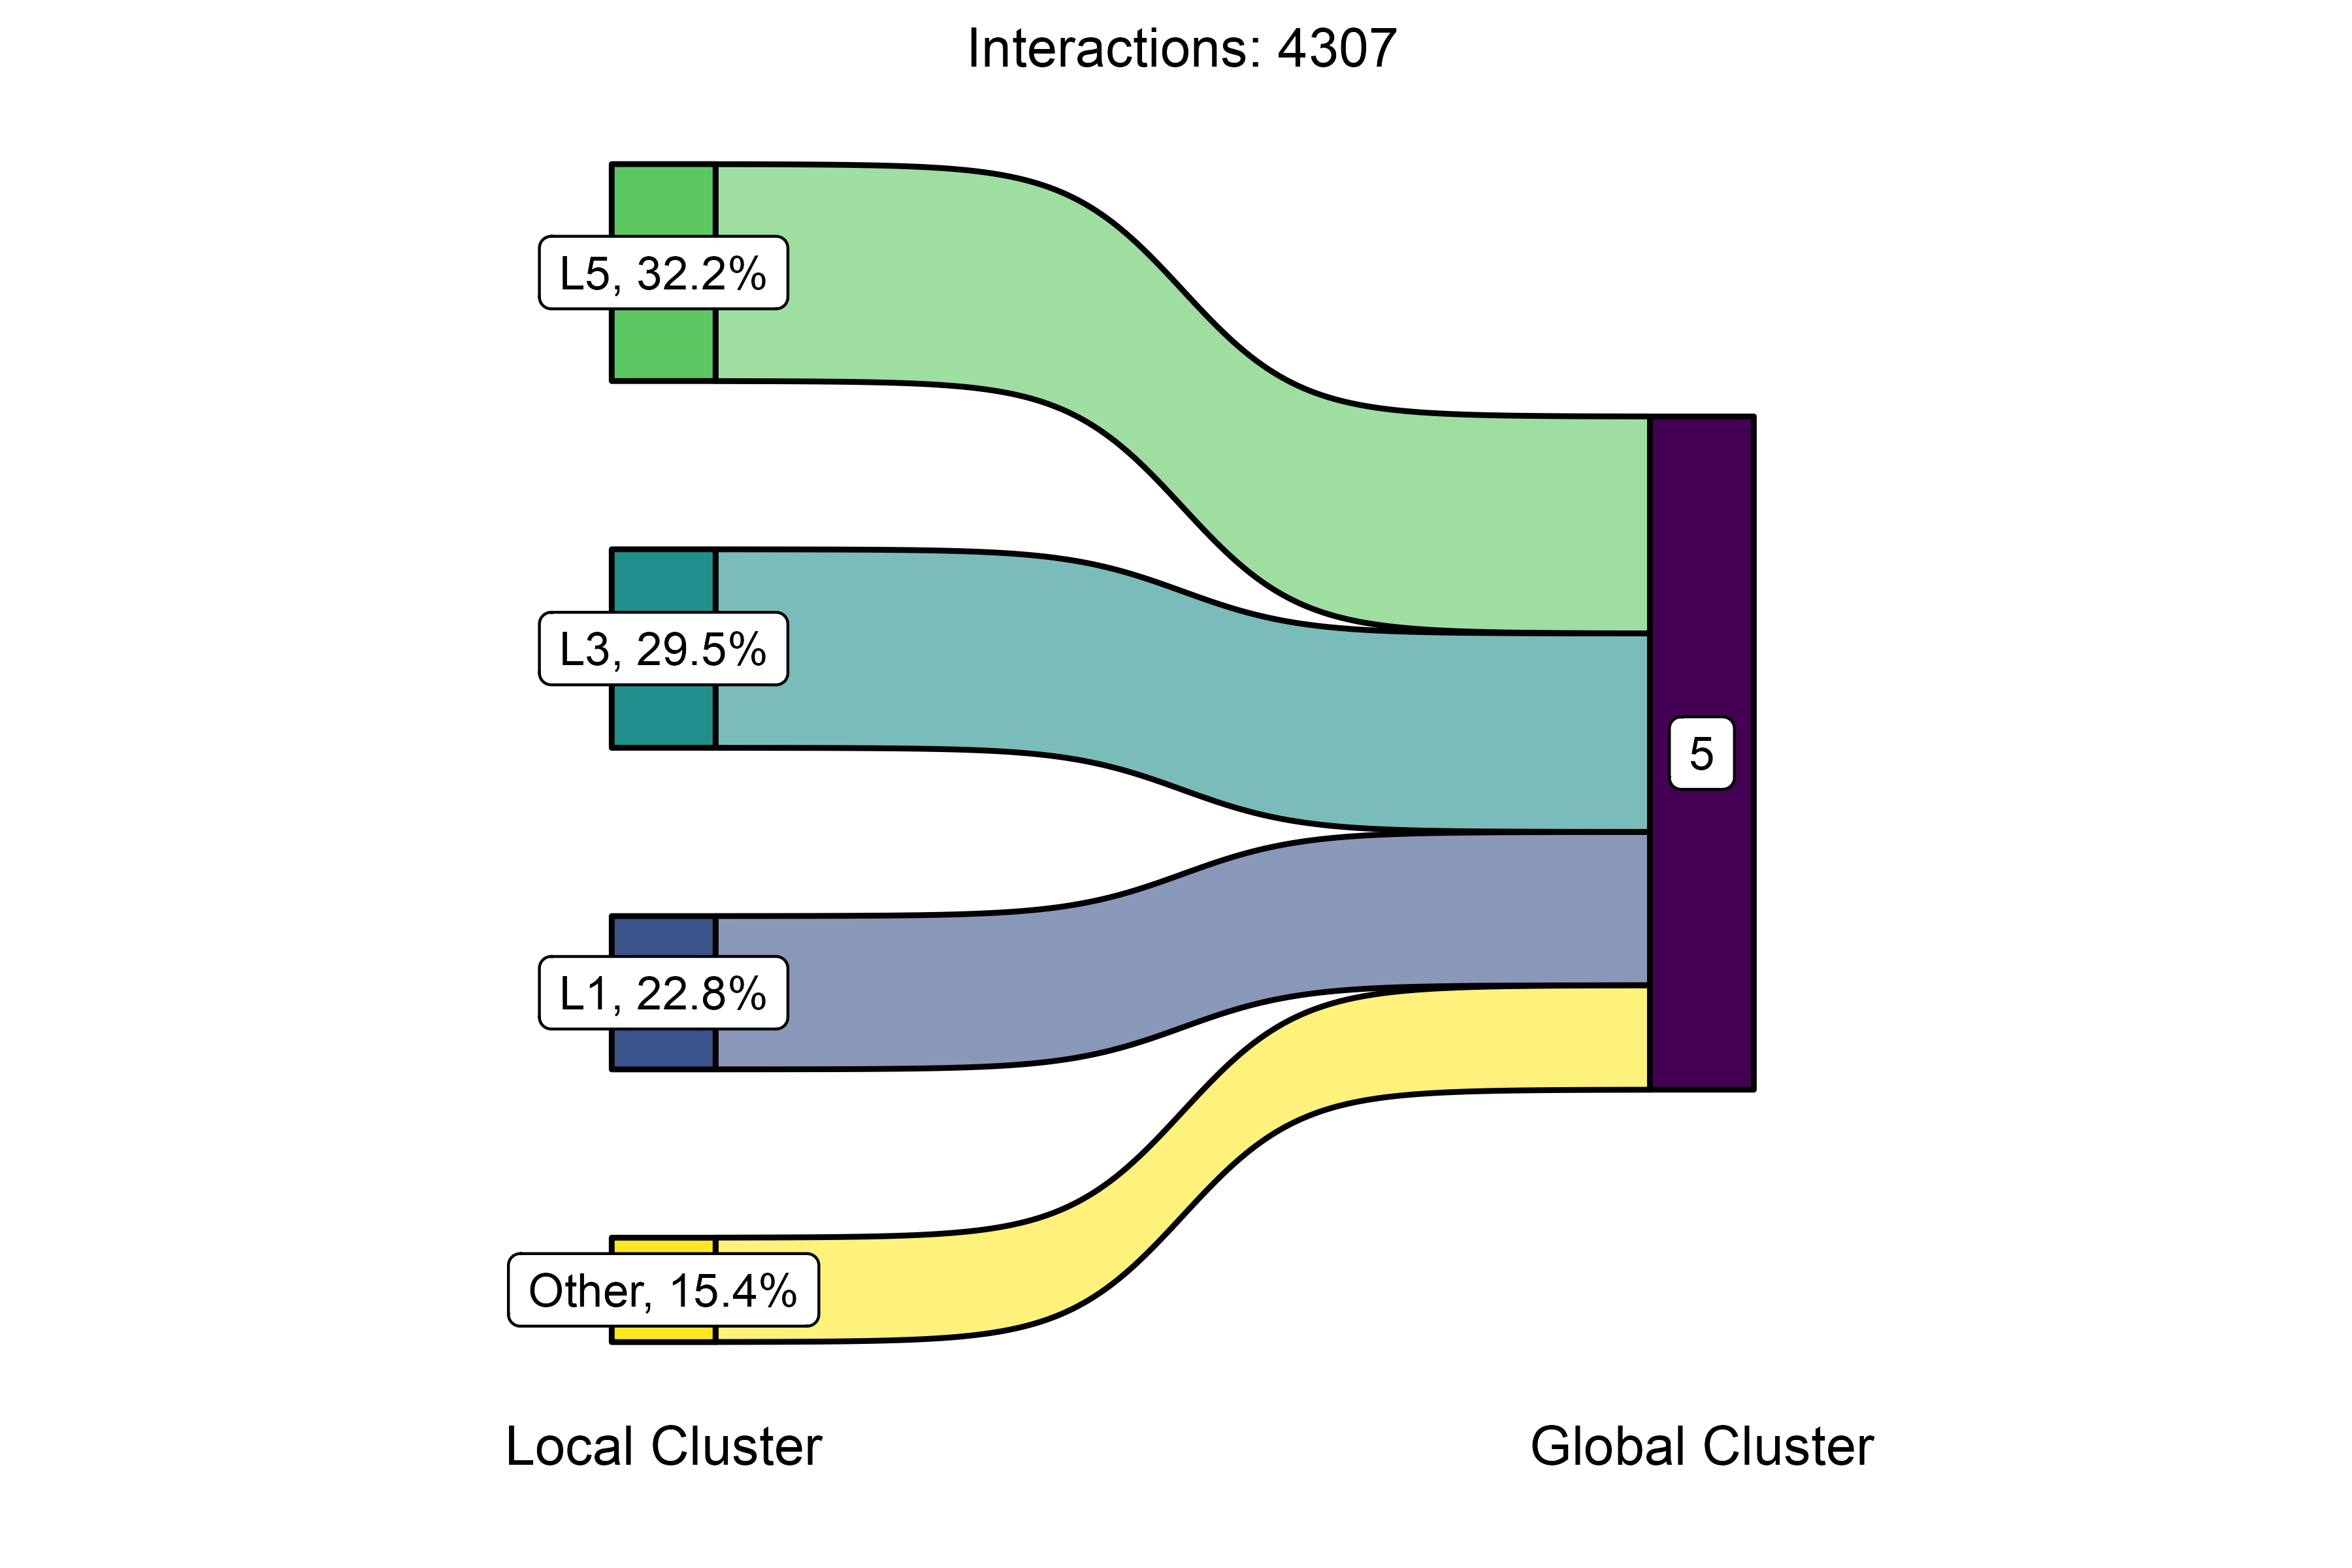 Interactions: 4307
L5, 32.2%
L3, 29.5%
5
L1, 22.8%
Other, 15.4%
Local Cluster
Global Cluster